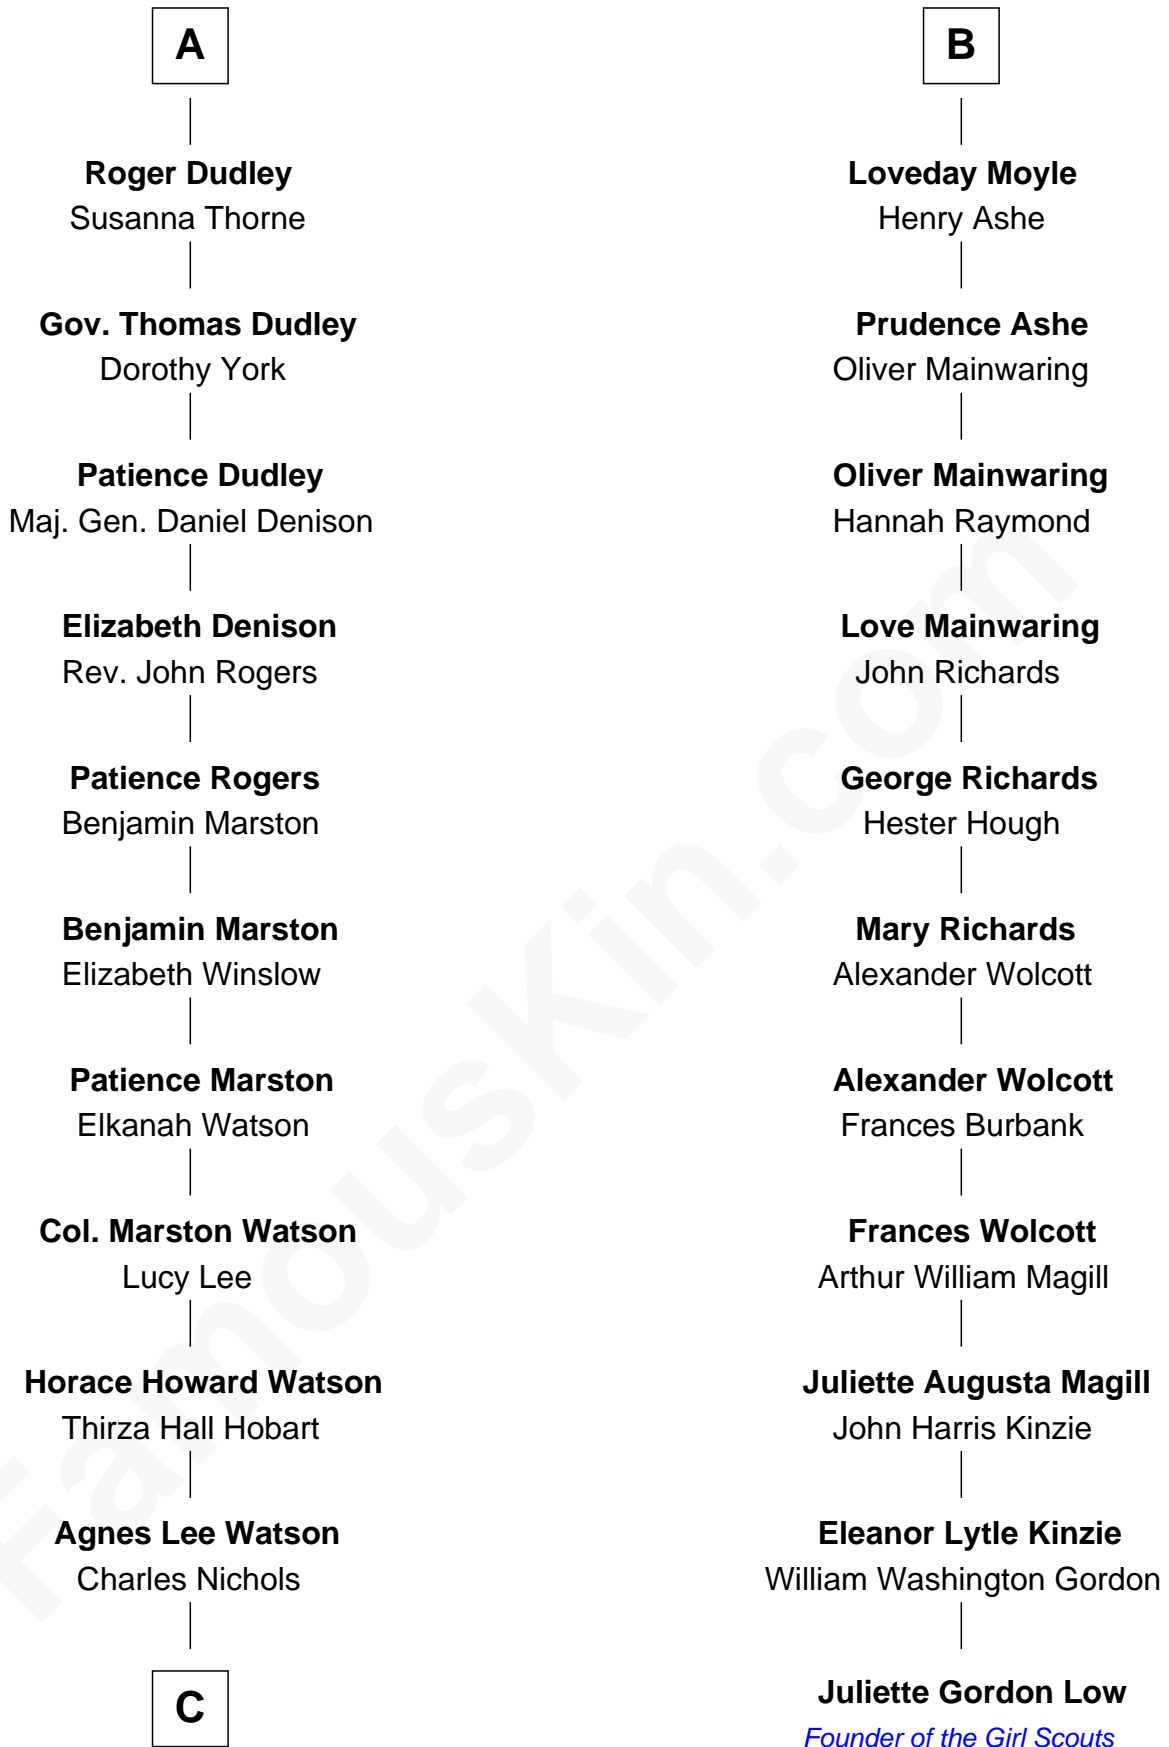 A
Roger Dudley
Susanna Thorne
Gov. Thomas Dudley
Dorothy York
Patience Dudley
Maj. Gen. Daniel Denison
Elizabeth Denison
Rev. John Rogers
Patience Rogers
Benjamin Marston
Benjamin Marston
Elizabeth Winslow
Patience Marston
Elkanah Watson
Col. Marston Watson
Lucy Lee
Horace Howard Watson
Thirza Hall Hobart
Agnes Lee Watson
Charles Nichols
C
B
Loveday Moyle
Henry Ashe
Prudence Ashe
Oliver Mainwaring
Oliver Mainwaring
Hannah Raymond
Love Mainwaring
John Richards
George Richards
Hester Hough
Mary Richards
Alexander Wolcott
Alexander Wolcott
Frances Burbank
Frances Wolcott
Arthur William Magill
Juliette Augusta Magill
John Harris Kinzie
Eleanor Lytle Kinzie
William Washington Gordon
Juliette Gordon Low
Founder of the Girl Scouts
FamousKin.com